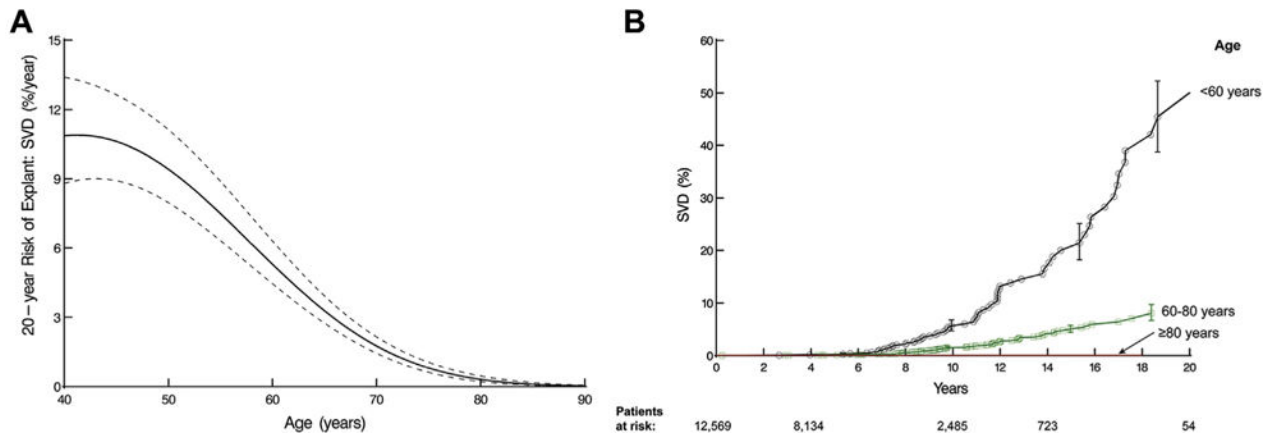 A
20–year Risk of Explant: SVD (%/year)
15
12
9
6
3
0
40 50 60 70 80 90
Age (years)
B
SVD (%)
60
50
40
30
20
10
0
0 2 4 6 8 10 12 14 16 18 20
Years
Age
<60 years
60-80 years
≥80 years
Patients
at risk: 12,569 8,134 2,485 723 54